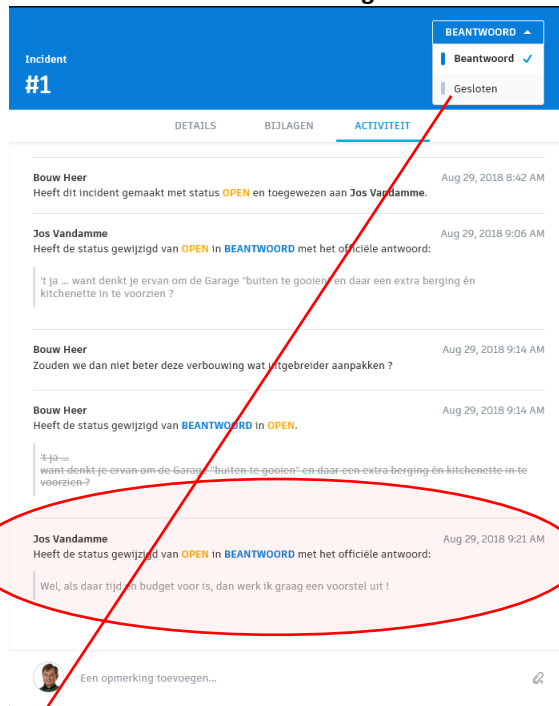 BEANTWOORD
Beantwoord
Gesloten
Incident
#1
DETAILS BIJLAGEN ACTIVITEIT
Bouw Heer Aug 29, 2018 8:42 AM
Heeft dit incident gemaakt met status OPEN en toegewezen aan Jos Vandamme.
Jos Vandamme Aug 29, 2018 9:06 AM
Heeft de status gewijzigd van OPEN in BEANTWOORD met het officiële antwoord:
't ja ... want denkt je ervan om de Garage "buiten te gooien" en daar een extra berging én
kitchenette in te voorzien ?
Bouw Heer Aug 29, 2018 9:14 AM
Zouden we dan niet beter deze verbouwing wat uitgebreider aanpakken ?
Bouw Heer Aug 29, 2018 9:14 AM
Heeft de status gewijzigd van BEANTWOORD in OPEN.
't ja ...
want denkt je ervan om de Garage "buiten te gooien" en daar een extra berging én kitchenette in te
voorzien ?
Jos Vandamme Aug 29, 2018 9:21 AM
Heeft de status gewijzigd van OPEN in BEANTWOORD met het officiële antwoord:
Wel, als daar tijd en budget voor is, dan werk ik graag een voorstel uit !
Een opmerking toevoegen...